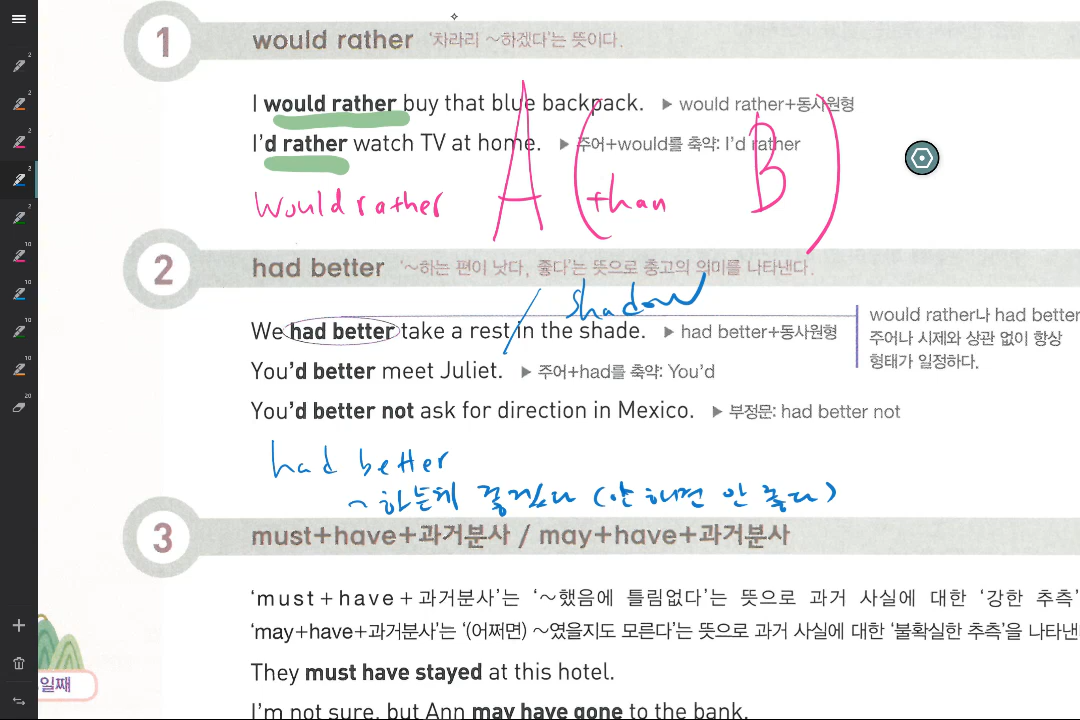 1 would rather '차라리 ~하겠다'는 뜻이다.
I would rather buy that blue backpack. ▶ would rather+동사원형
I'd rather watch TV at home. ▶ 주어+would를 축약: I'd rather
would rather A (than B)
2 had better '~하는 편이 낫다, 좋다'는 뜻으로 충고의 의미를 나타낸다.
shadow
We had better take a rest / in the shade. ▶ had better+동사원형
would rather나 had better
주어나 시제와 상관 없이 항상
형태가 일정하다.
You'd better meet Juliet. ▶ 주어+had를 축약: You'd
You'd better not ask for direction in Mexico. ▶ 부정문: had better not
had better
~하는게 좋겠다 (안 하면 안 좋다)
3 must+have+과거분사 / may+have+과거분사
'must+have+과거분사'는 '~했음에 틀림없다'는 뜻으로 과거 사실에 대한 '강한 추측'
'may+have+과거분사'는 '(어쩌면) ~였을지도 모른다'는 뜻으로 과거 사실에 대한 '불확실한 추측'을 나타낸
They must have stayed at this hotel.
일째
I'm not sure, but Ann may have gone to the bank.